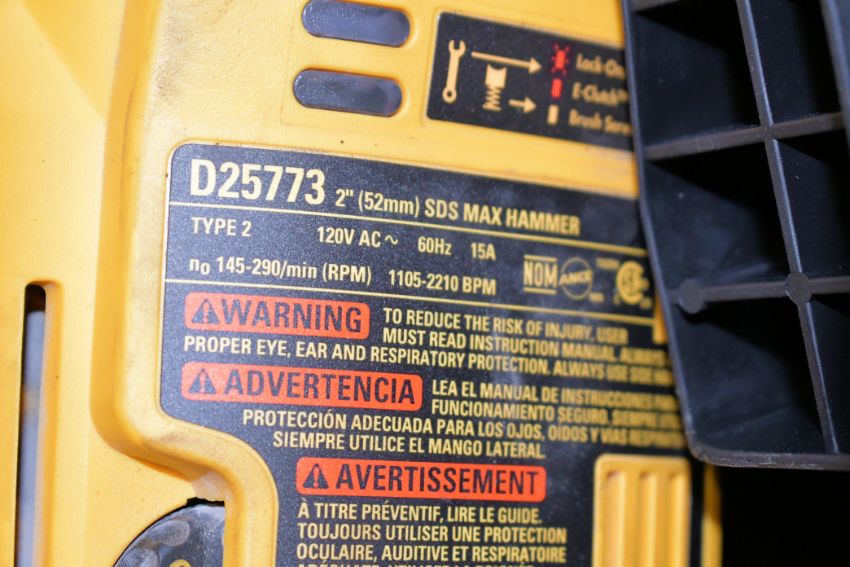 Lock-On
E-Clutch
Brush Serv
D25773 2" (52mm) SDS MAX HAMMER
TYPE 2 120V AC ~ 60Hz 15A
no 145-290/min (RPM) 1105-2210 BPM NOM ANCE
⚠WARNING TO REDUCE THE RISK OF INJURY, USER
MUST READ INSTRUCTION MANUAL. ALWAYS
PROPER EYE, EAR AND RESPIRATORY PROTECTION. ALWAYS USE SIDE
⚠ADVERTENCIA LEA EL MANUAL DE INSTRUCCIONES
FUNCIONAMIENTO SEGURO. SIEMPRE
PROTECCIÓN ADECUADA PARA LOS OJOS, OIDOS Y VIAS
SIEMPRE UTILICE EL MANGO LATERAL.
⚠AVERTISSEMENT
À TITRE PRÉVENTIF, LIRE LE GUIDE.
TOUJOURS UTILISER UNE PROTECTION
OCULAIRE, AUDITIVE ET RESPIRATOIRE